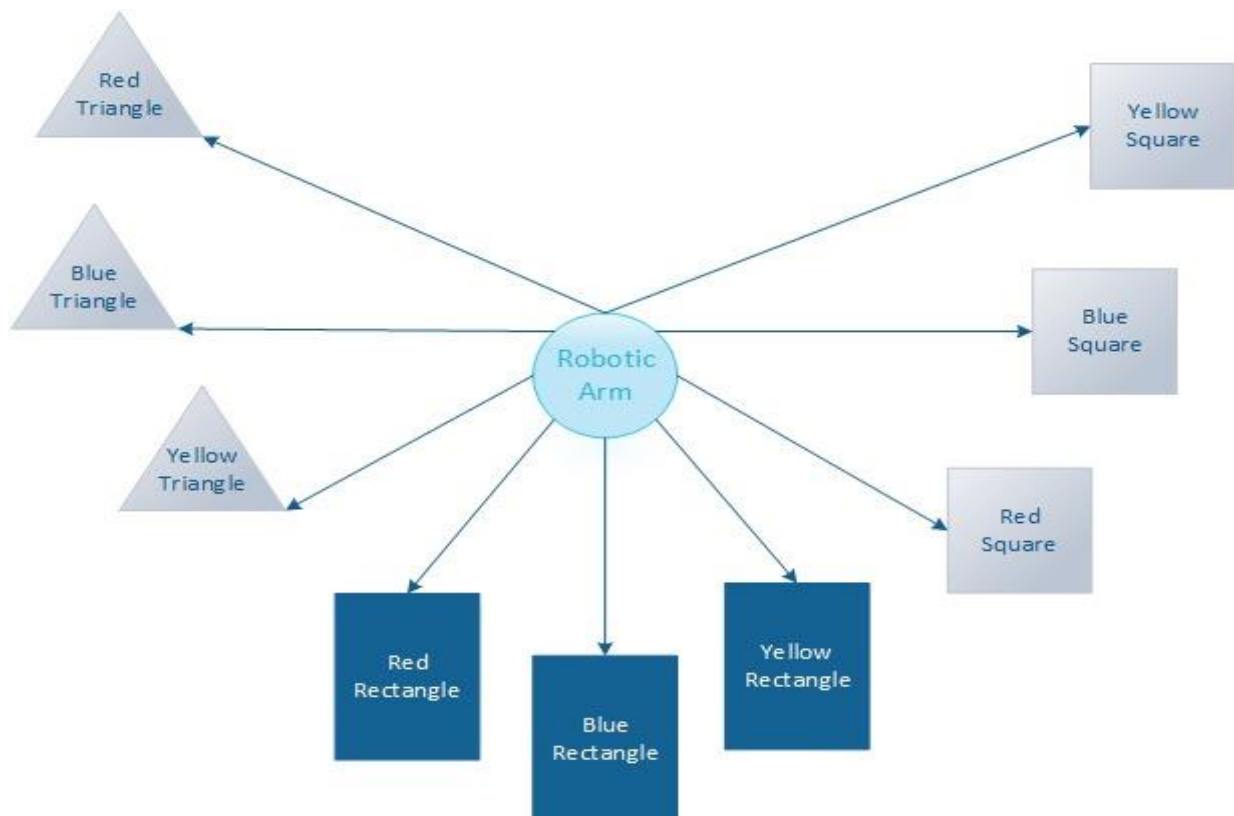 Red
Triangle
Yellow
Square
Blue
Triangle
Blue
Square
Robotic
Arm
Yellow
Triangle
Red
Square
Red
Rectangle
Blue
Rectangle
Yellow
Rectangle